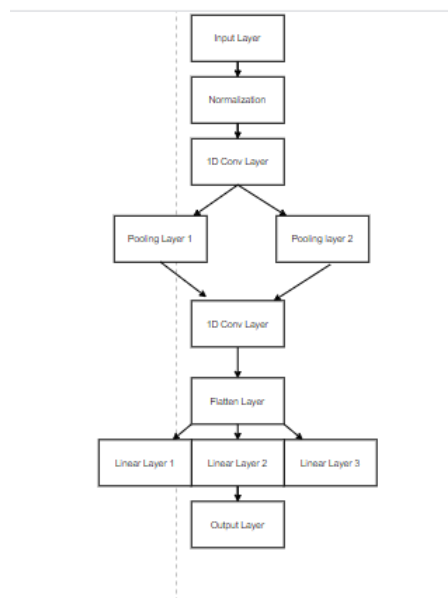 Input Layer
Normalization
1D Conv Layer
Pooling Layer 1
Pooling layer 2
1D Conv Layer
Flatten Layer
Linear Layer 1
Linear Layer 2
Linear Layer 3
Output Layer